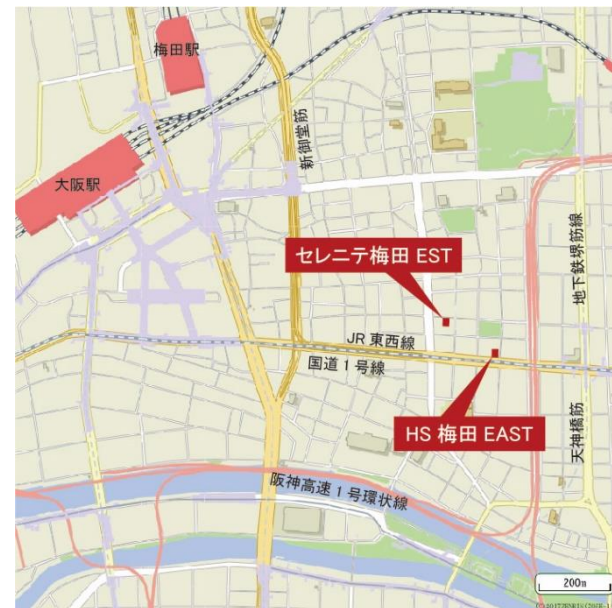 梅田駅
新御堂筋
大阪駅
セレニテ梅田 EST
地下鉄堺筋線
JR 東西線
国道 1 号線
HS 梅田 EAST
天神橋筋
阪神高速 1 号環状線
200m